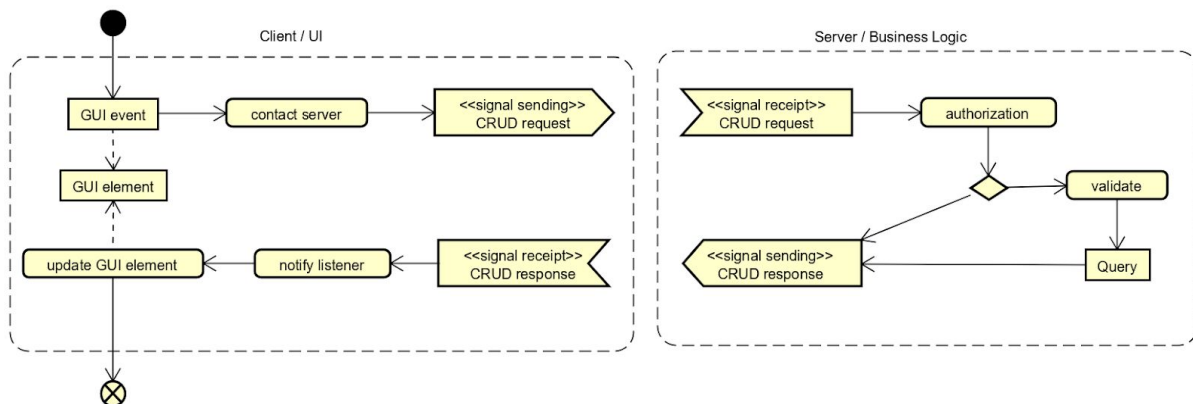 Client / UI
Server / Business Logic
GUI event
contact server
<<signal sending>>
CRUD request
<<signal receipt>>
CRUD request
authorization
GUI element
validate
update GUI element
notify listener
<<signal receipt>>
CRUD response
<<signal sending>>
CRUD response
Query